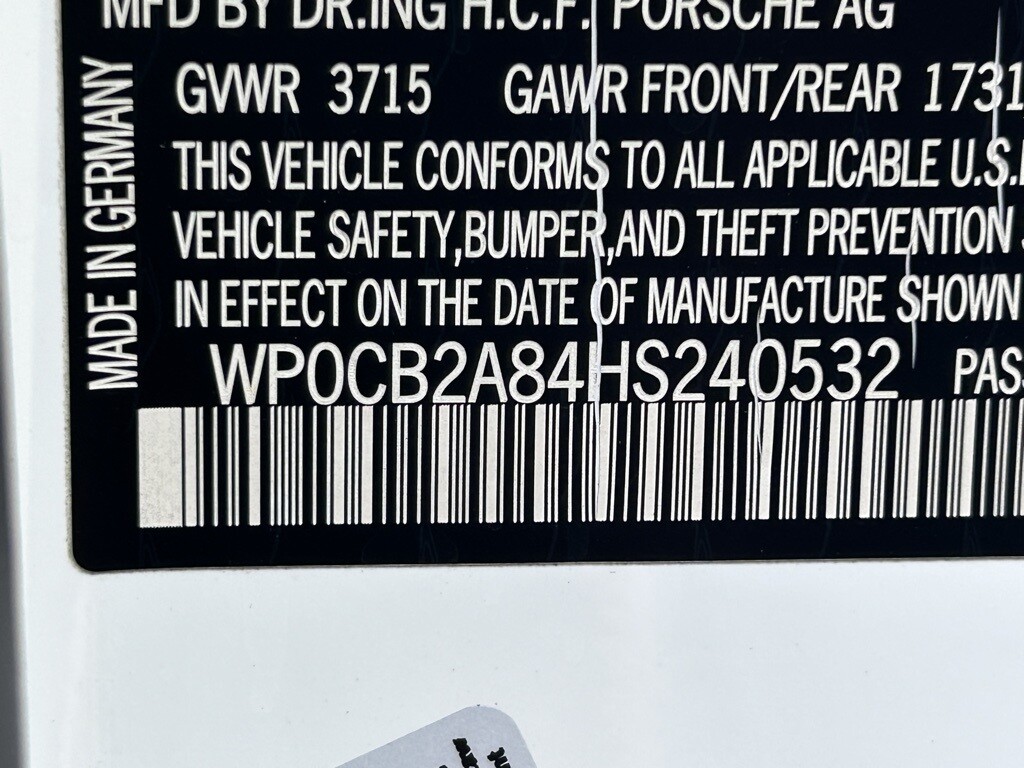 MFD BY DR.ING H.C.F. PORSCHE AG
GVWR 3715 GAWR FRONT/REAR 1731
THIS VEHICLE CONFORMS TO ALL APPLICABLE U.S.
VEHICLE SAFETY,BUMPER,AND THEFT PREVENTION
IN EFFECT ON THE DATE OF MANUFACTURE SHOWN
WP0CB2A84HS240532 PAS
MADE IN GERMANY